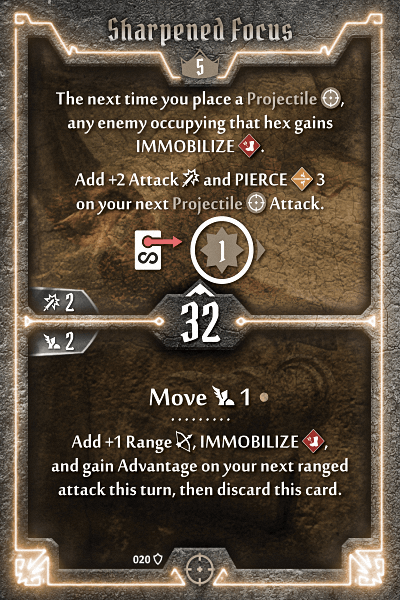 Sharpened Focus
5
The next time you place a Projectile ,
any enemy occupying that hex gains
IMMOBILIZE .
Add +2 Attack and PIERCE 3
on your next Projectile Attack.
1
2
32
2
Move 1
Add +1 Range , IMMOBILIZE ,
and gain Advantage on your next ranged
attack this turn, then discard this card.
020